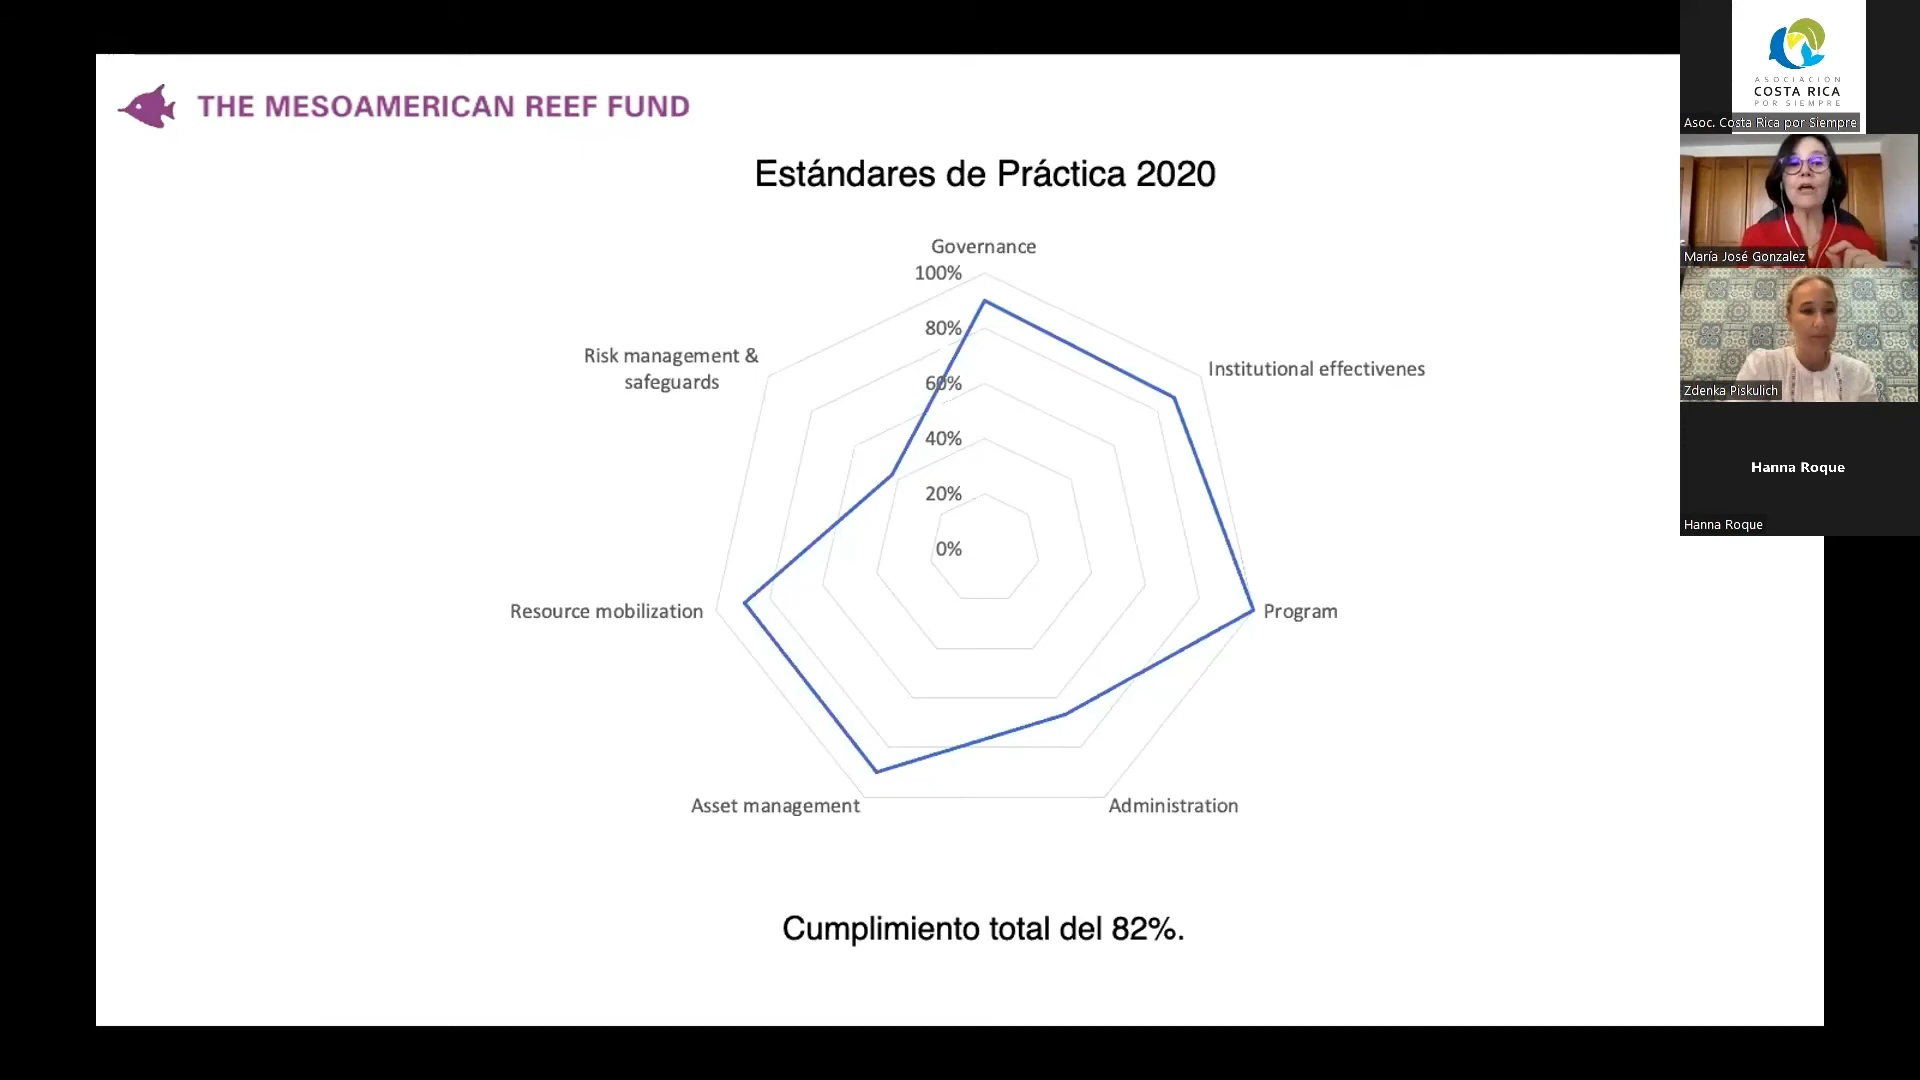 THE MESOAMERICAN REEF FUND
Estándares de Práctica 2020
Governance
100%
80%
60%
40%
20%
0%
Risk management &
safeguards
Institutional effectivenes
Resource mobilization
Program
Asset management
Administration
Cumplimiento total del 82%.
ASOCIACIÓN
COSTA RICA
POR SIEMPRE
Asoc. Costa Rica por Siempre
María José Gonzalez
Zdenka Piskulich
Hanna Roque
Hanna Roque